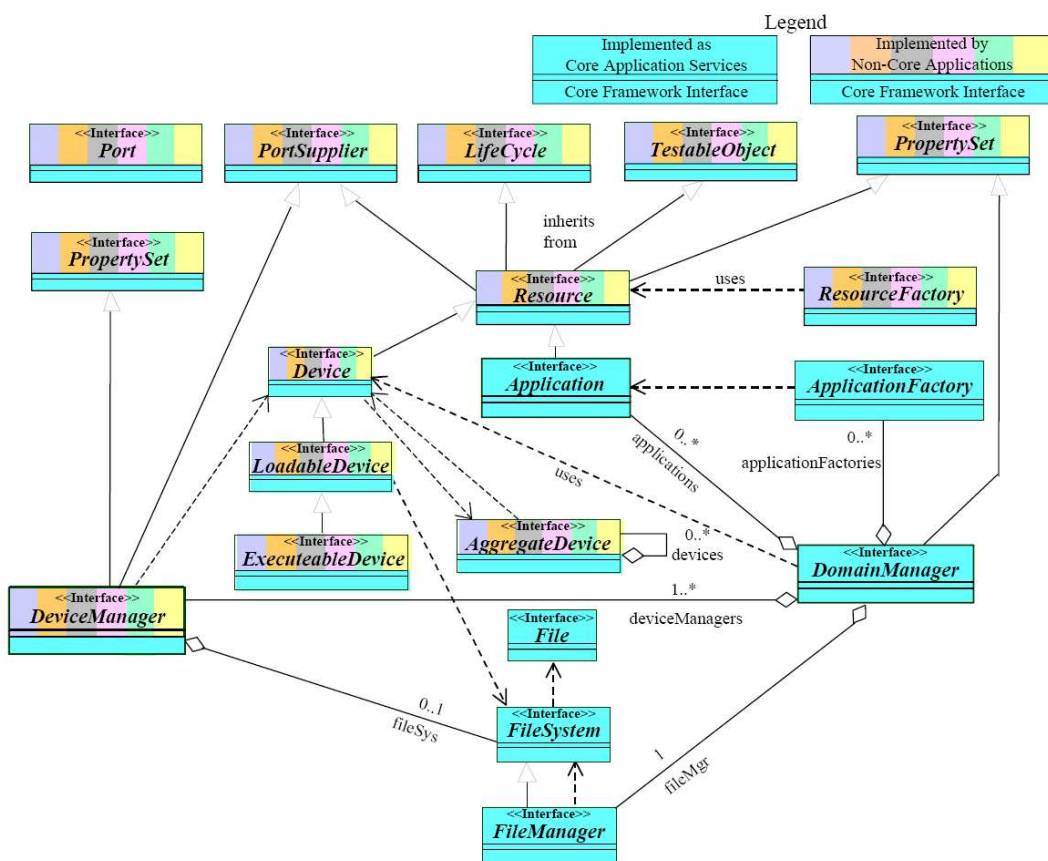 Legend
Implemented as
Core Application Services
Core Framework Interface
Implemented by
Non-Core Applications
Core Framework Interface
<<Interface>>
Port
<<Interface>>
PortSupplier
<<Interface>>
LifeCycle
<<Interface>>
TestableObject
<<Interface>>
PropertySet
inherits
from
<<Interface>>
PropertySet
<<Interface>>
Resource
uses
<<Interface>>
ResourceFactory
<<Interface>>
Device
<<Interface>>
Application
<<Interface>>
ApplicationFactory
0..*
applications
0..*
applicationFactories
<<Interface>>
LoadableDevice
uses
<<Interface>>
ExecuteableDevice
<<Interface>>
AggregateDevice
0..*
devices
<<Interface>>
DomainManager
<<Interface>>
DeviceManager
1..*
deviceManagers
<<Interface>>
File
0..1
fileSys
<<Interface>>
FileSystem
1
fileMgr
<<Interface>>
FileManager